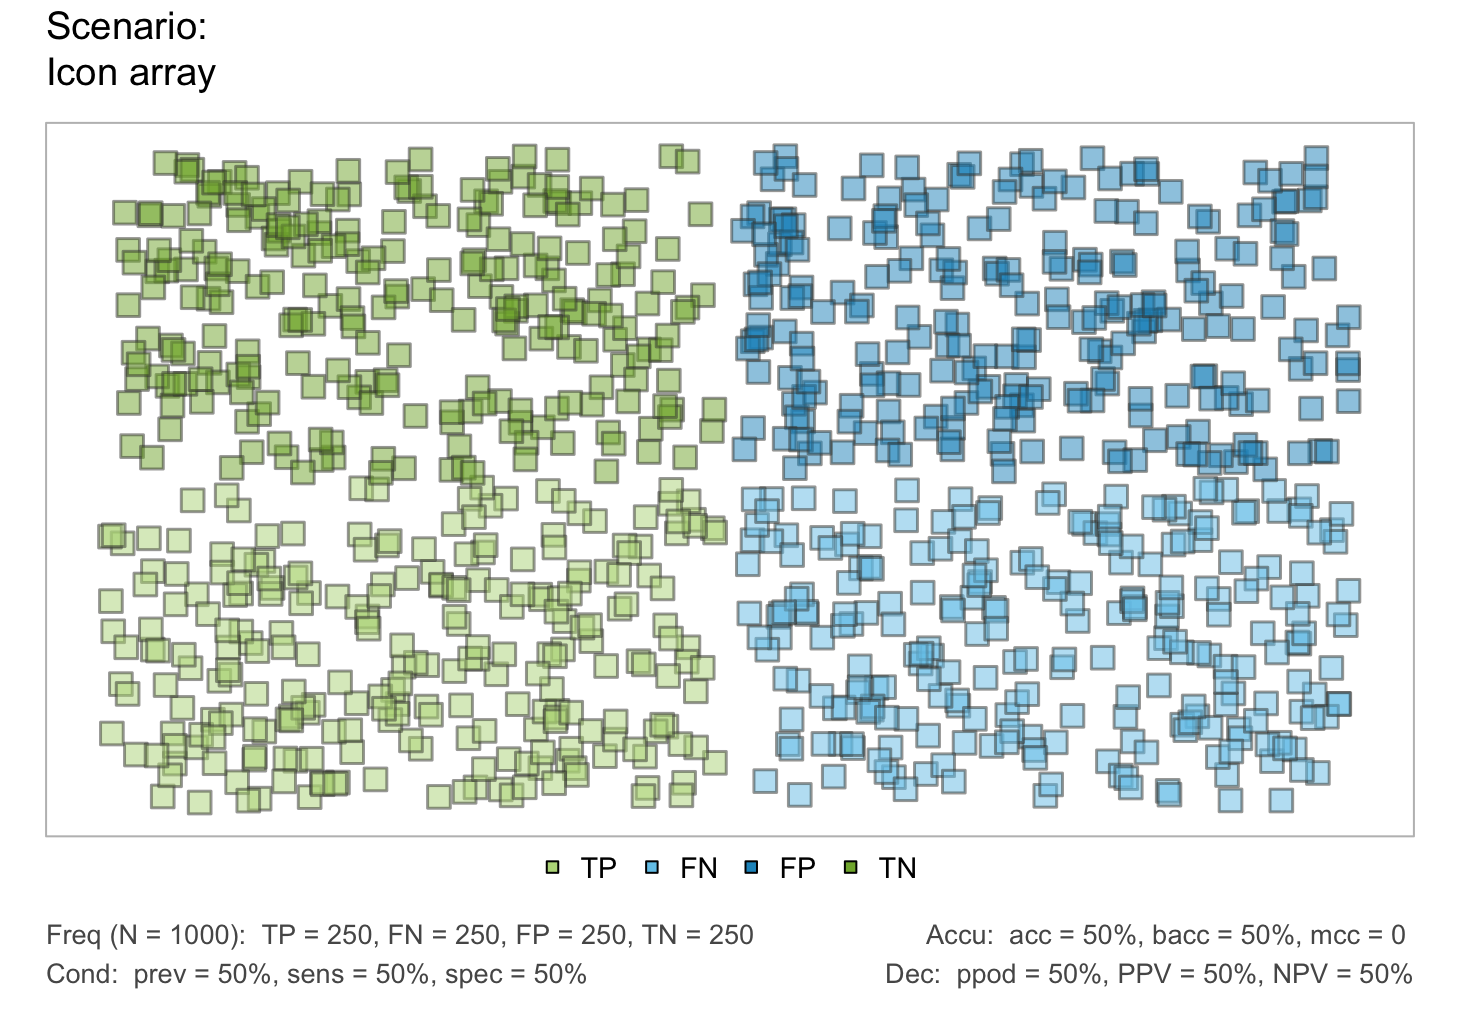 Scenario:
Icon array
TP FN FP TN
Freq (N = 1000):  TP = 250, FN = 250, FP = 250, TN = 250
Accu:  acc = 50%, bacc = 50%, mcc = 0
Cond:  prev = 50%, sens = 50%, spec = 50%
Dec:  ppod = 50%, PPV = 50%, NPV = 50%